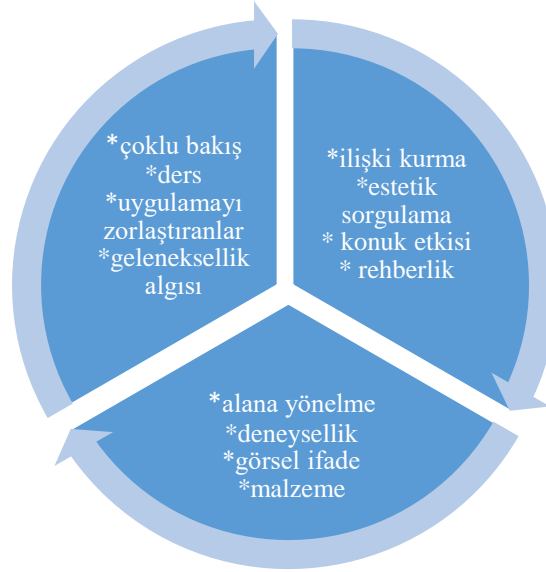 *çoklu bakış
*ders
*uygulamayı
zorlaştıranlar
*geleneksellik
algısı
*ilişki kurma
*estetik
sorgulama
* konuk etkisi
* rehberlik
*alana yönelme
*deneysellik
*görsel ifade
*malzeme